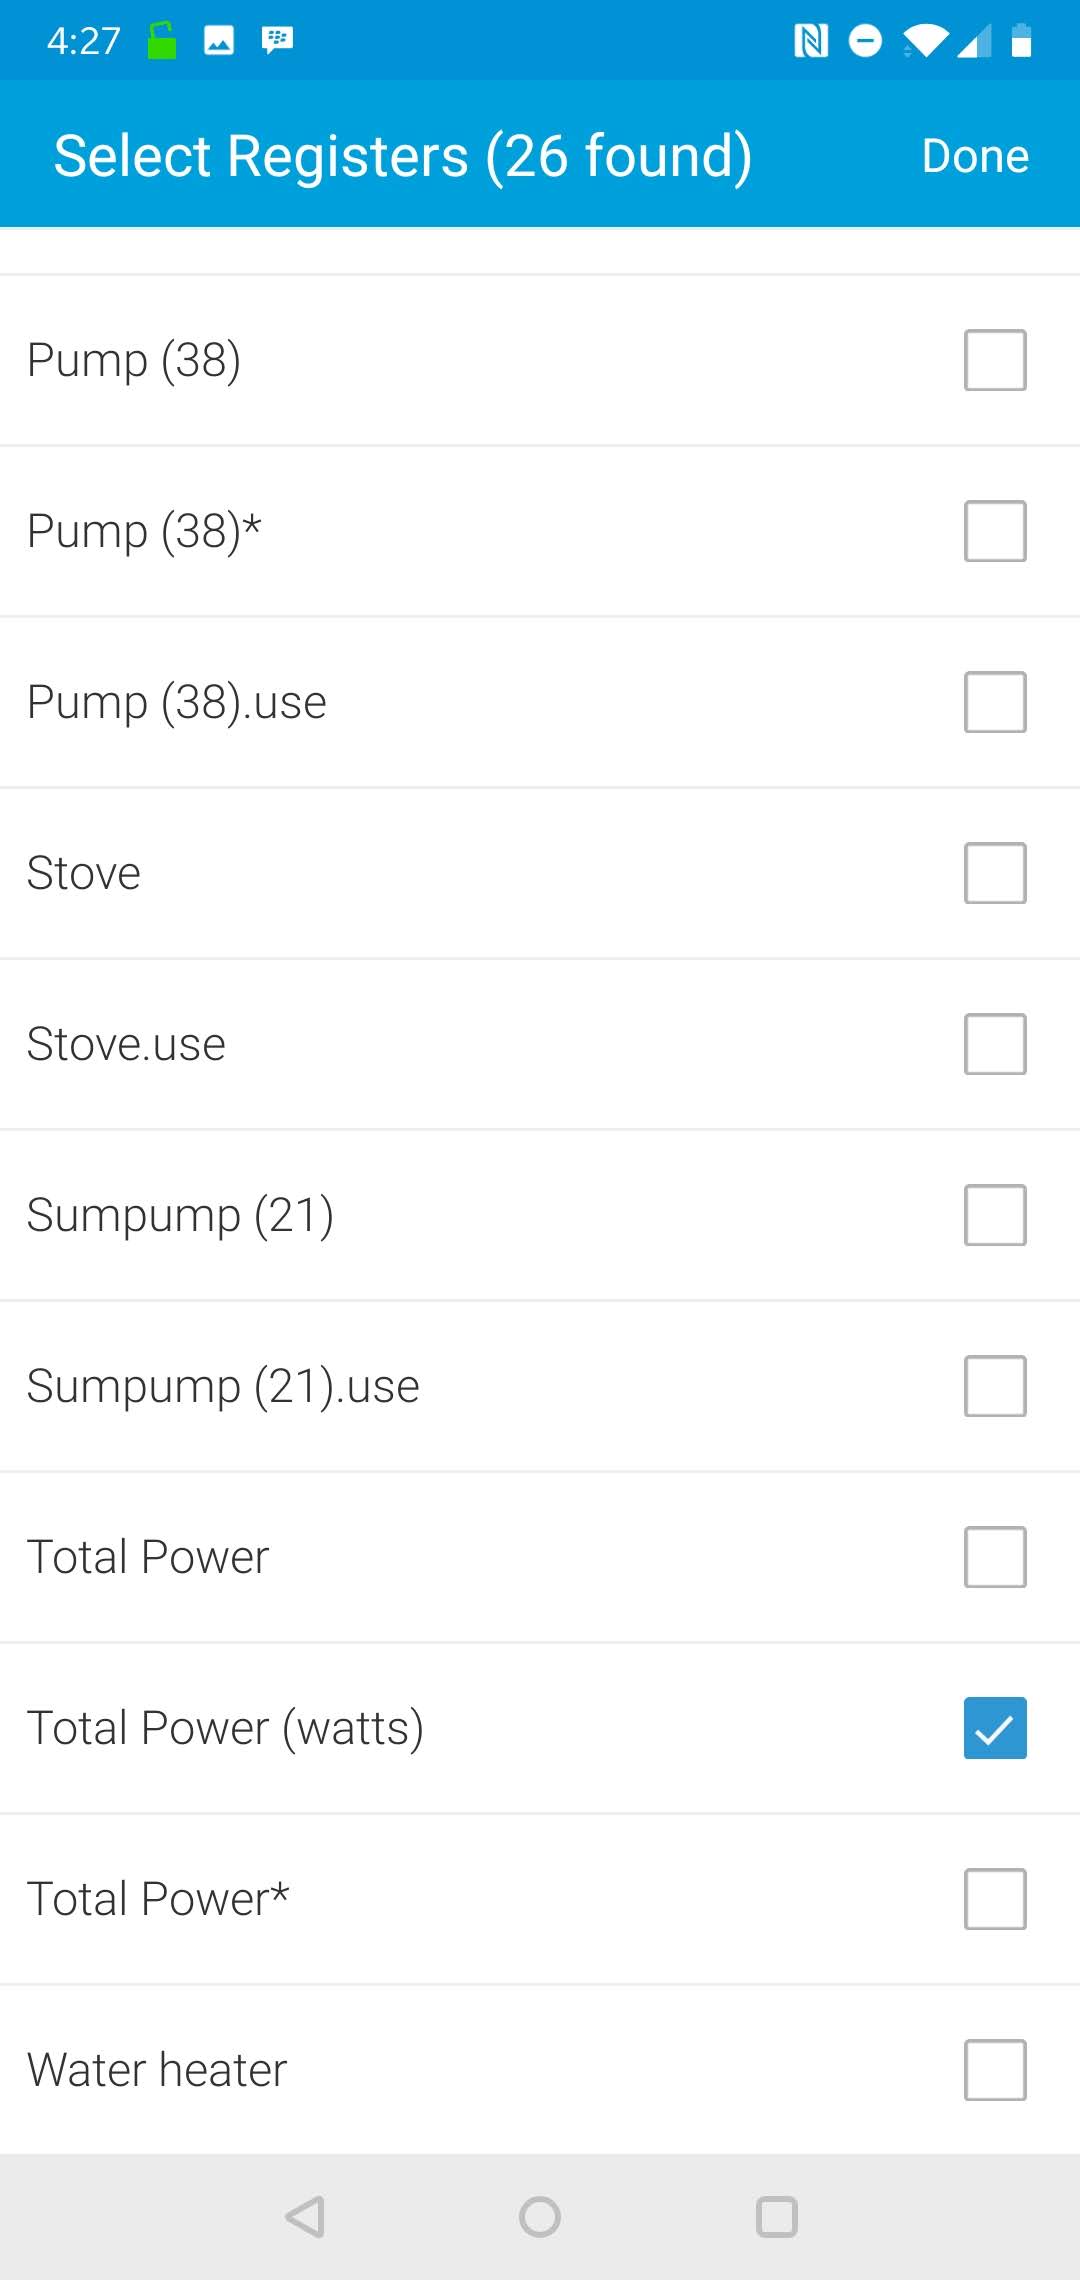 4:27
Select Registers (26 found)
Done
Pump (38)
Pump (38)*
Pump (38).use
Stove
Stove.use
Sumpump (21)
Sumpump (21).use
Total Power
Total Power (watts)
Total Power*
Water heater